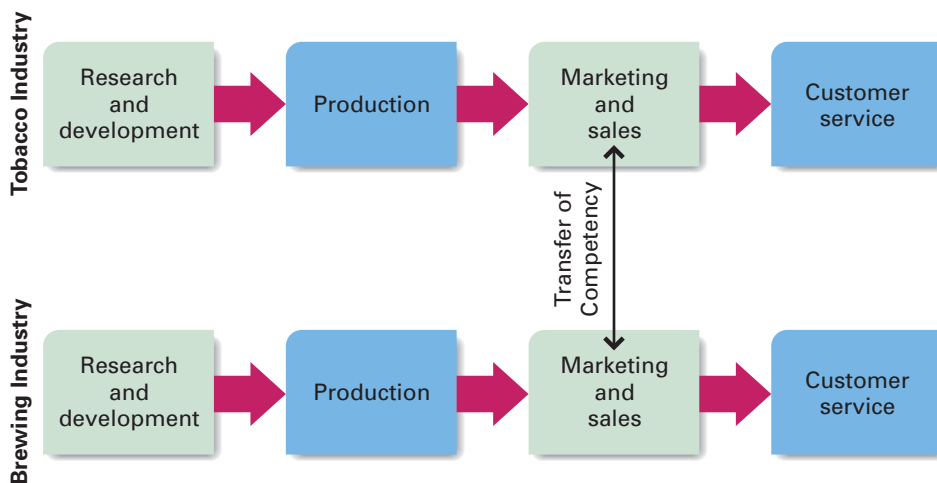 Tobacco Industry
Research
and
development
Production
Marketing
and
sales
Customer
service
Transfer of
Competency
Brewing Industry
Research
and
development
Production
Marketing
and
sales
Customer
service